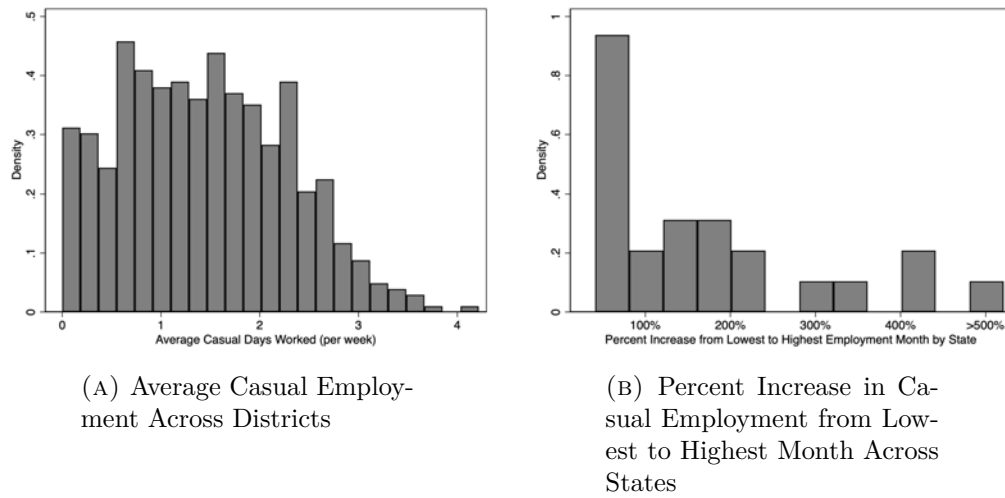 .5
.4
.3
.2
.1
0
Density
0 1 2 3 4
Average Casual Days Worked (per week)
(A) Average Casual Employ-
ment Across Districts
1
.8
.6
.4
.2
0
Density
100% 200% 300% 400% >500%
Percent Increase from Lowest to Highest Employment Month by State
(B) Percent Increase in Ca-
sual Employment from Low-
est to Highest Month Across
States